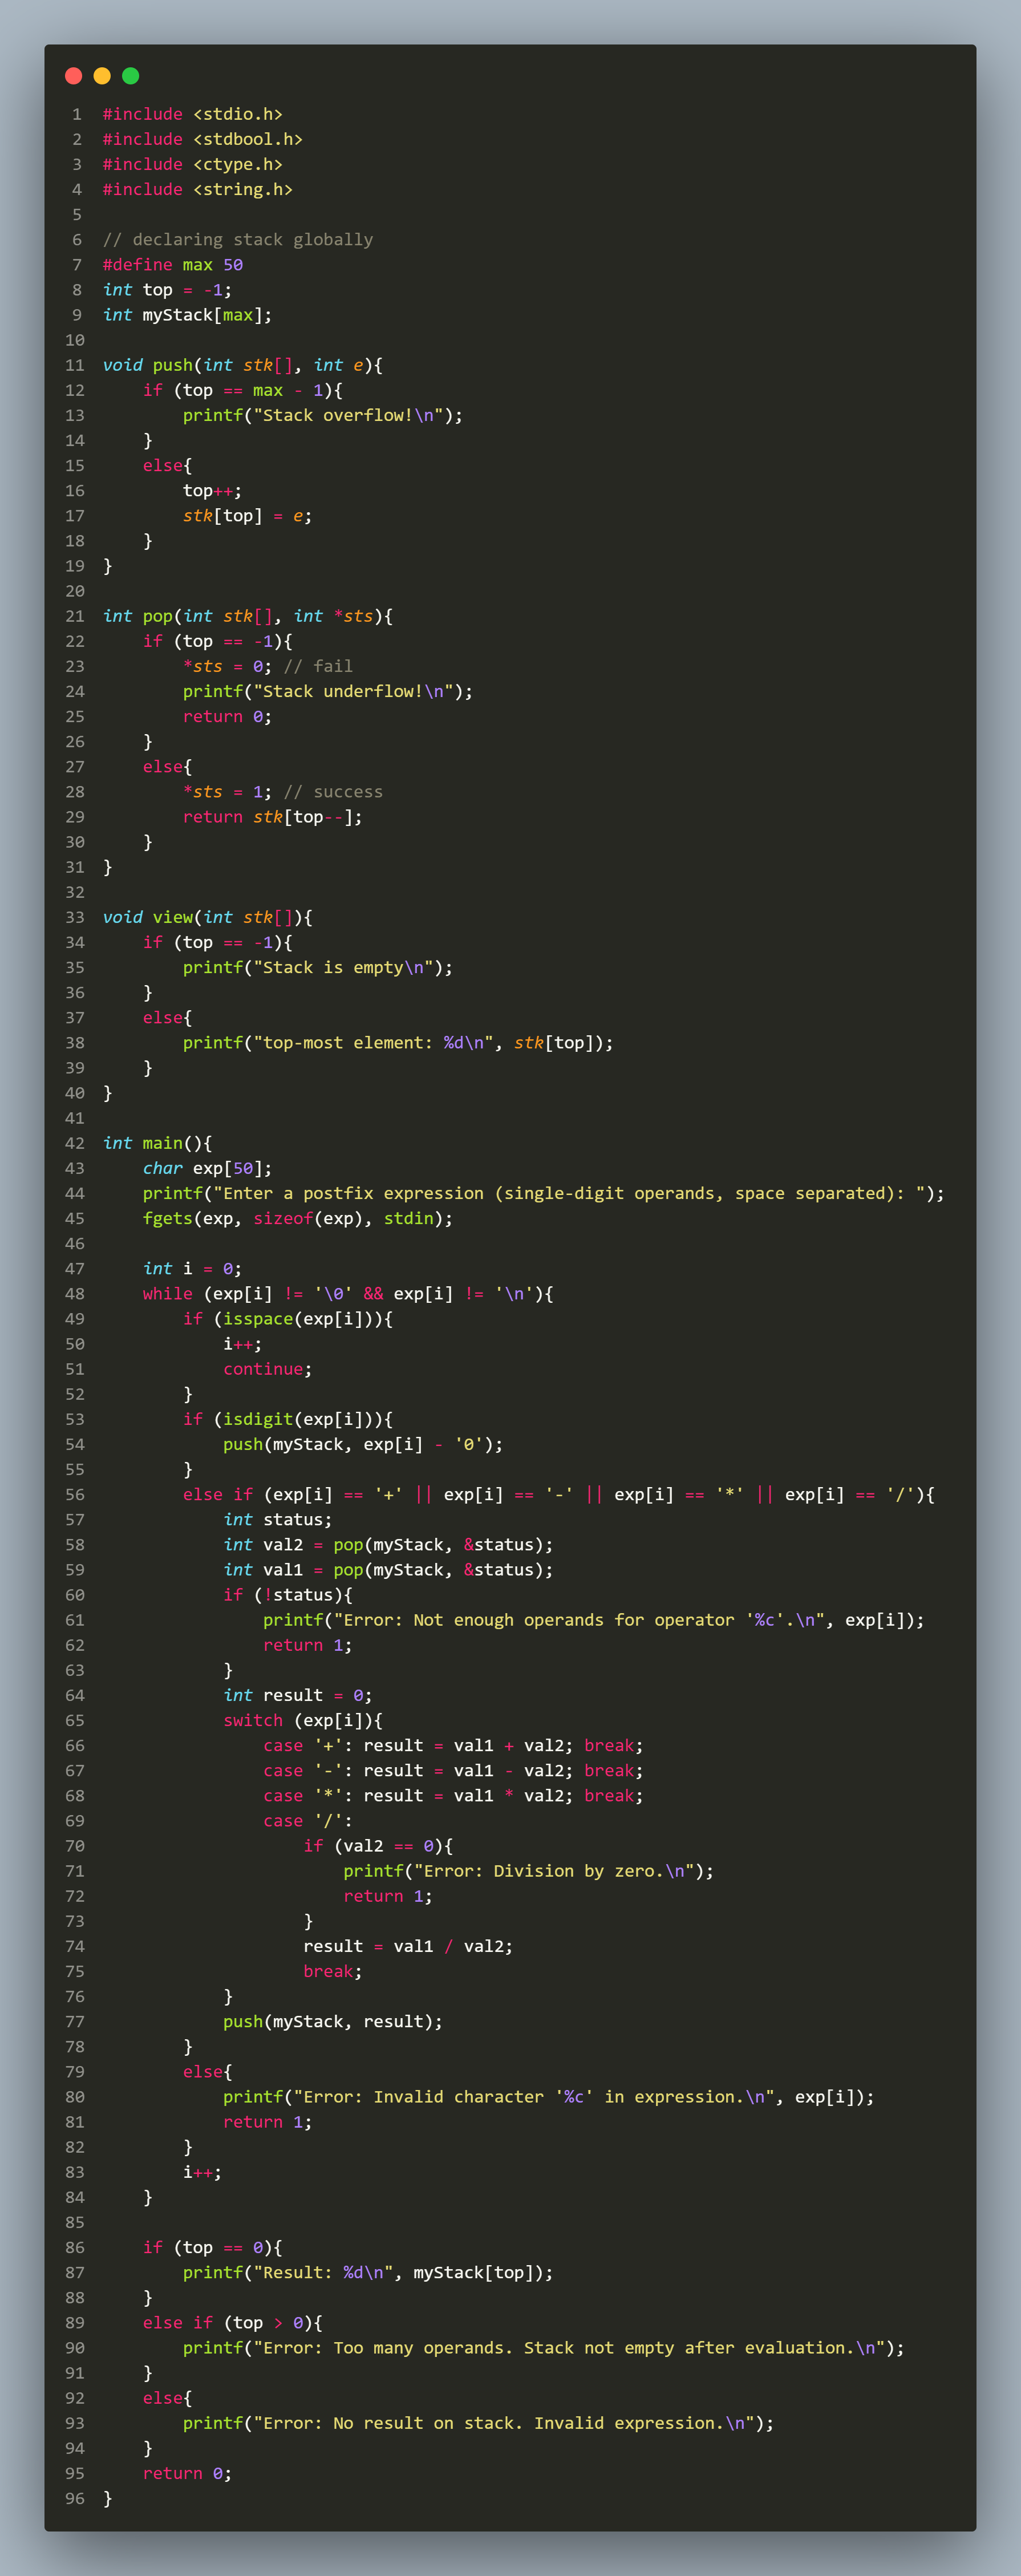 1 #include <stdio.h>
2 #include <stdbool.h>
3 #include <ctype.h>
4 #include <string.h>
5
6 // declaring stack globally
7 #define max 50
8 int top = -1;
9 int myStack[max];
10
11 void push(int stk[], int e){
12     if (top == max - 1){
13         printf("Stack overflow!\n");
14     }
15     else{
16         top++;
17         stk[top] = e;
18     }
19 }
20
21 int pop(int stk[], int *sts){
22     if (top == -1){
23         *sts = 0; // fail
24         printf("Stack underflow!\n");
25         return 0;
26     }
27     else{
28         *sts = 1; // success
29         return stk[top--];
30     }
31 }
32
33 void view(int stk[]){
34     if (top == -1){
35         printf("Stack is empty\n");
36     }
37     else{
38         printf("top-most element: %d\n", stk[top]);
39     }
40 }
41
42 int main(){
43     char exp[50];
44     printf("Enter a postfix expression (single-digit operands, space separated): ");
45     fgets(exp, sizeof(exp), stdin);
46
47     int i = 0;
48     while (exp[i] != '\0' && exp[i] != '\n'){
49         if (isspace(exp[i])){
50             i++;
51             continue;
52         }
53         if (isdigit(exp[i])){
54             push(myStack, exp[i] - '0');
55         }
56         else if (exp[i] == '+' || exp[i] == '-' || exp[i] == '*' || exp[i] == '/'){
57             int status;
58             int val2 = pop(myStack, &status);
59             int val1 = pop(myStack, &status);
60             if (!status){
61                 printf("Error: Not enough operands for operator '%c'.\n", exp[i]);
62                 return 1;
63             }
64             int result = 0;
65             switch (exp[i]){
66                 case '+': result = val1 + val2; break;
67                 case '-': result = val1 - val2; break;
68                 case '*': result = val1 * val2; break;
69                 case '/':
70                     if (val2 == 0){
71                         printf("Error: Division by zero.\n");
72                         return 1;
73                     }
74                     result = val1 / val2;
75                     break;
76             }
77             push(myStack, result);
78         }
79         else{
80             printf("Error: Invalid character '%c' in expression.\n", exp[i]);
81             return 1;
82         }
83         i++;
84     }
85
86     if (top == 0){
87         printf("Result: %d\n", myStack[top]);
88     }
89     else if (top > 0){
90         printf("Error: Too many operands. Stack not empty after evaluation.\n");
91     }
92     else{
93         printf("Error: No result on stack. Invalid expression.\n");
94     }
95     return 0;
96 }